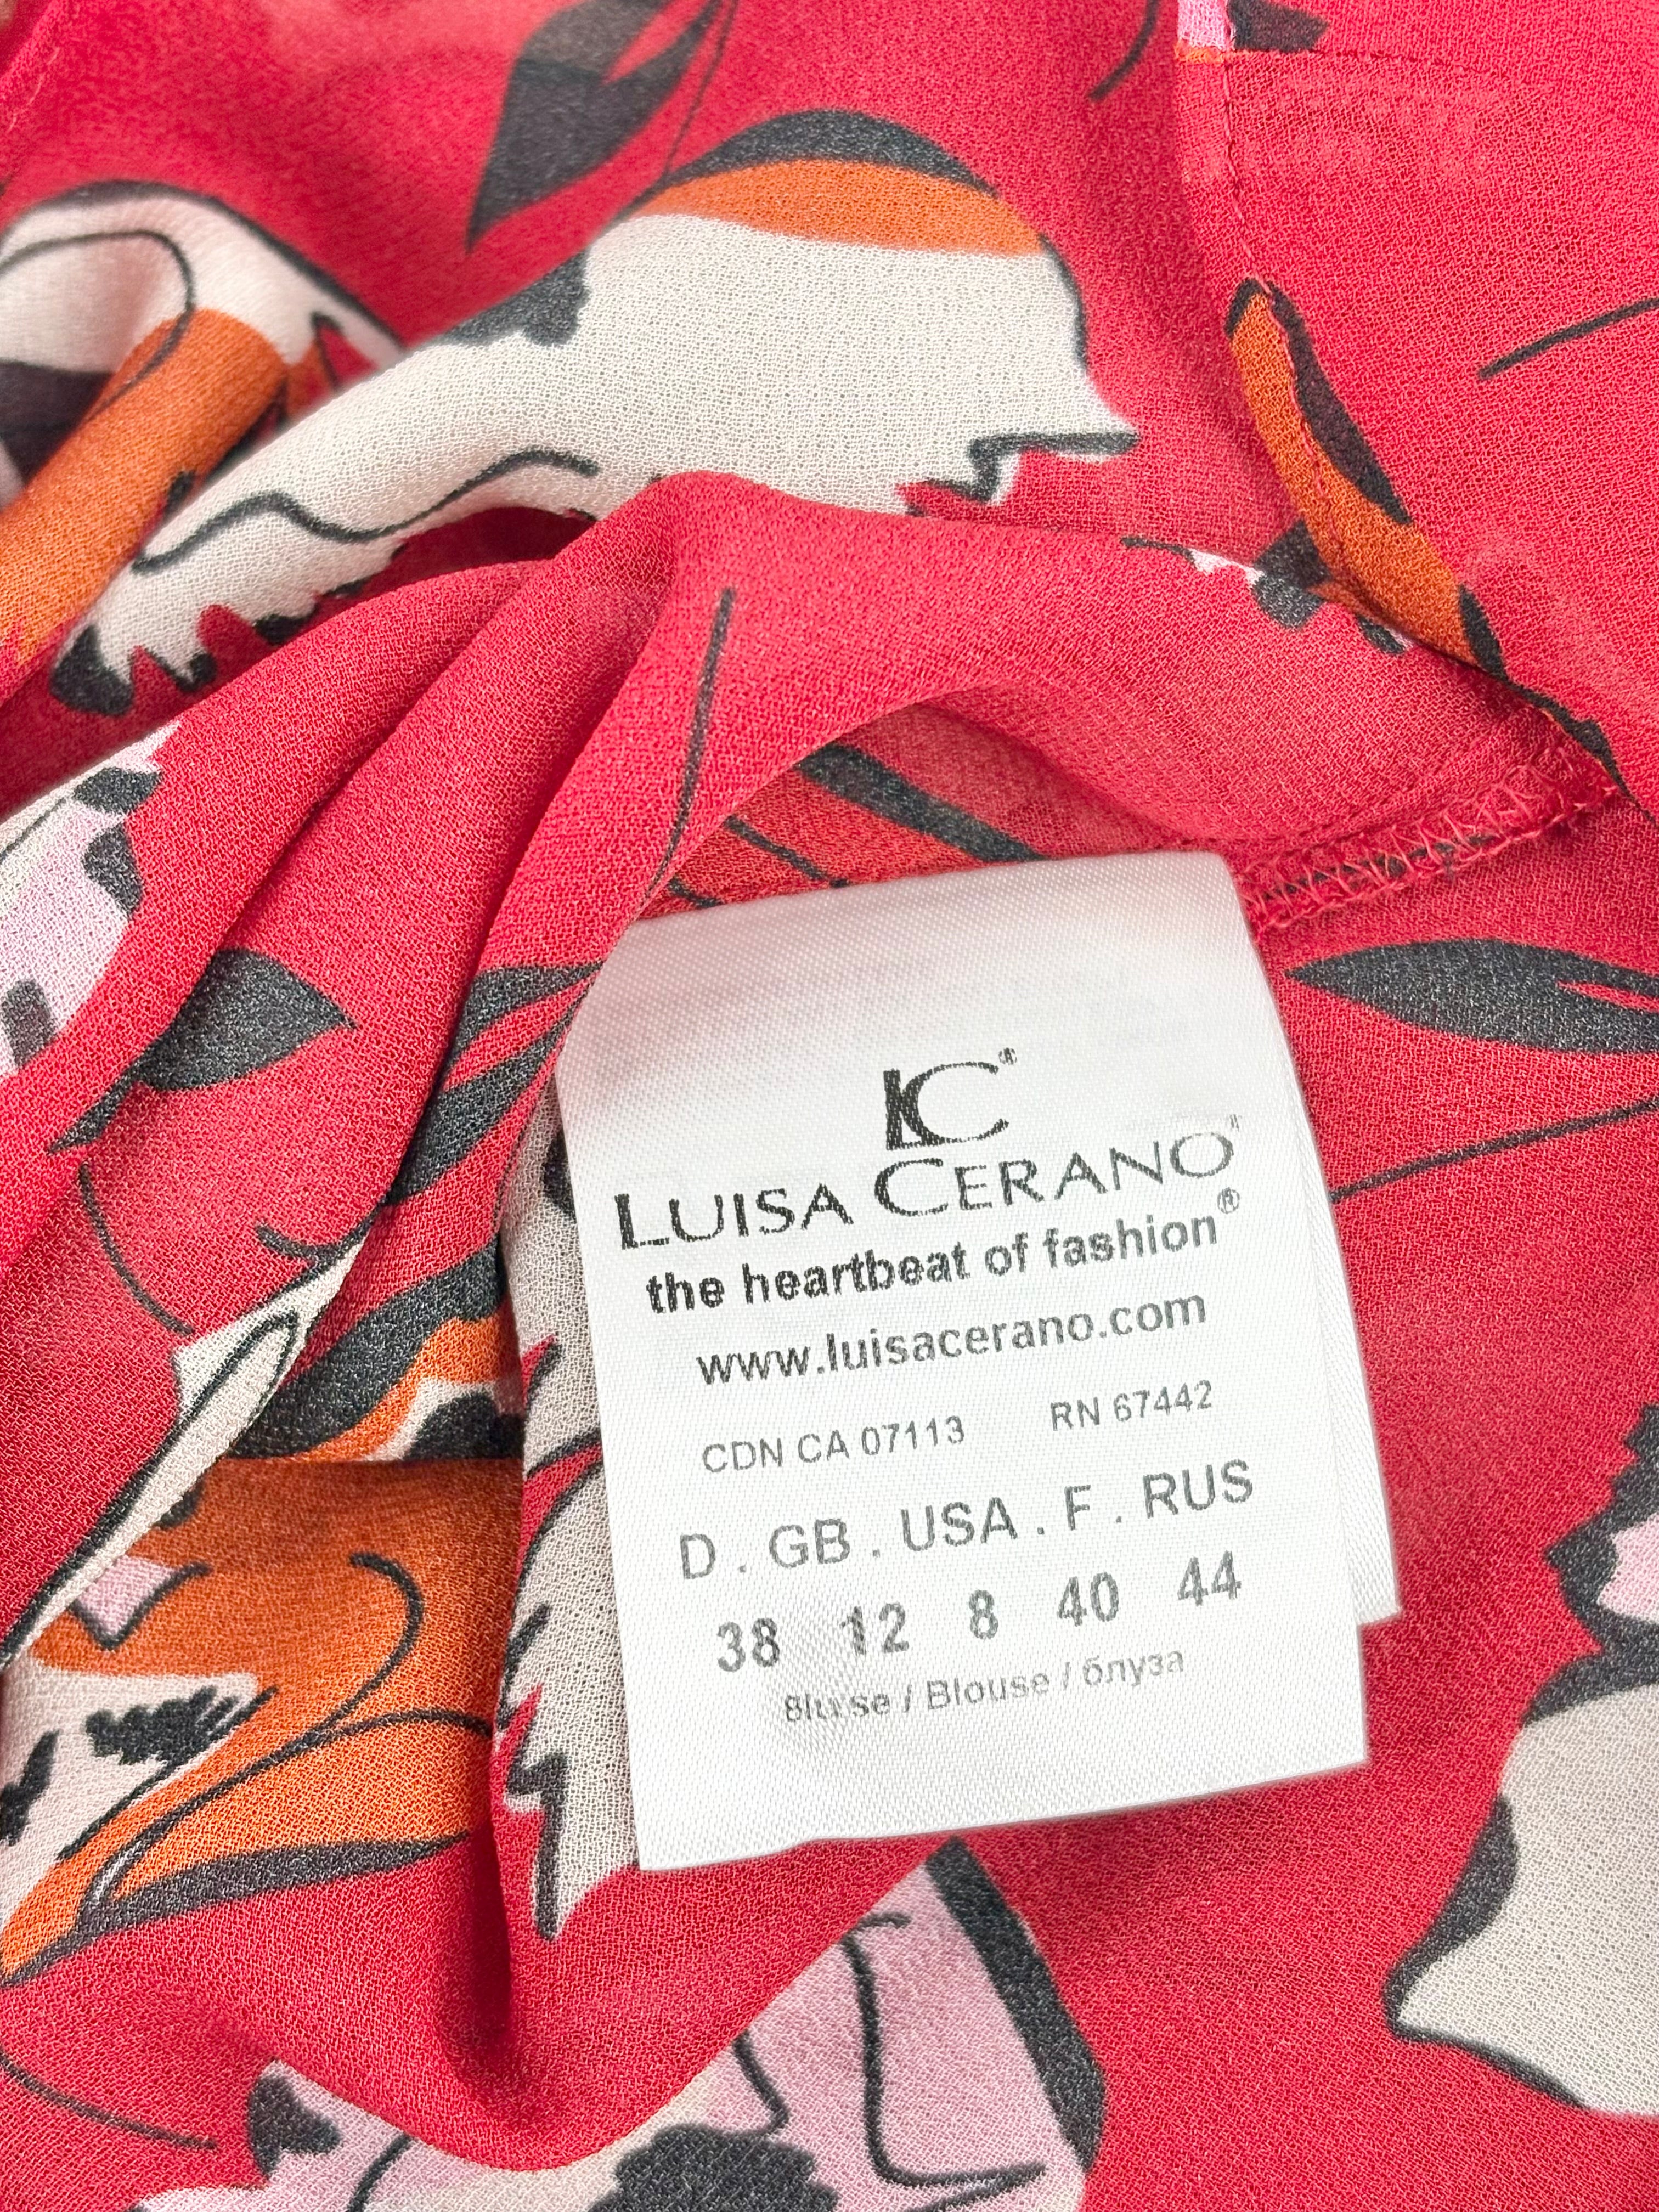 LC®
LUISA CERANO®
the heartbeat of fashion®
www.luisacerano.com
CDN CA 07113 RN 67442
D . GB . USA . F . RUS
38 12 8 40 44
Bluse / Blouse / блуза